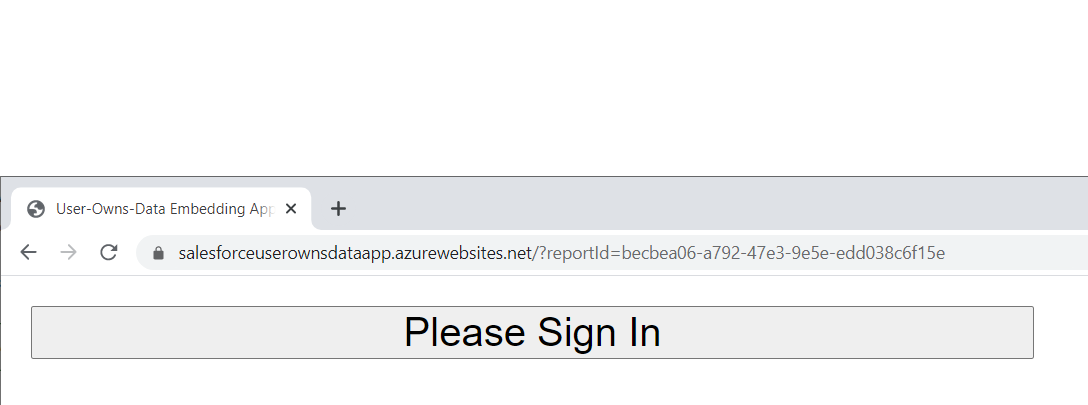 User-Owns-Data Embedding App
salesforceuserownsdataapp.azurewebsites.net/?reportId=becbea06-a792-47e3-9e5e-edd038c6f15e
Please Sign In